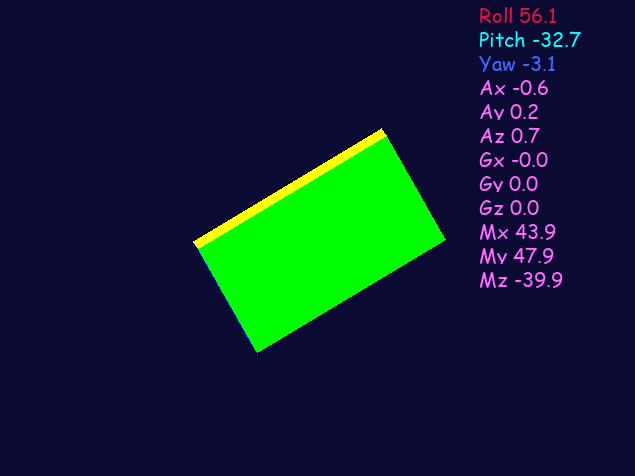 Roll 56.1
Pitch -32.7
Yaw -3.1
Ax -0.6
Ay 0.2
Az 0.7
Gx -0.0
Gy 0.0
Gz 0.0
Mx 43.9
My 47.9
Mz -39.9